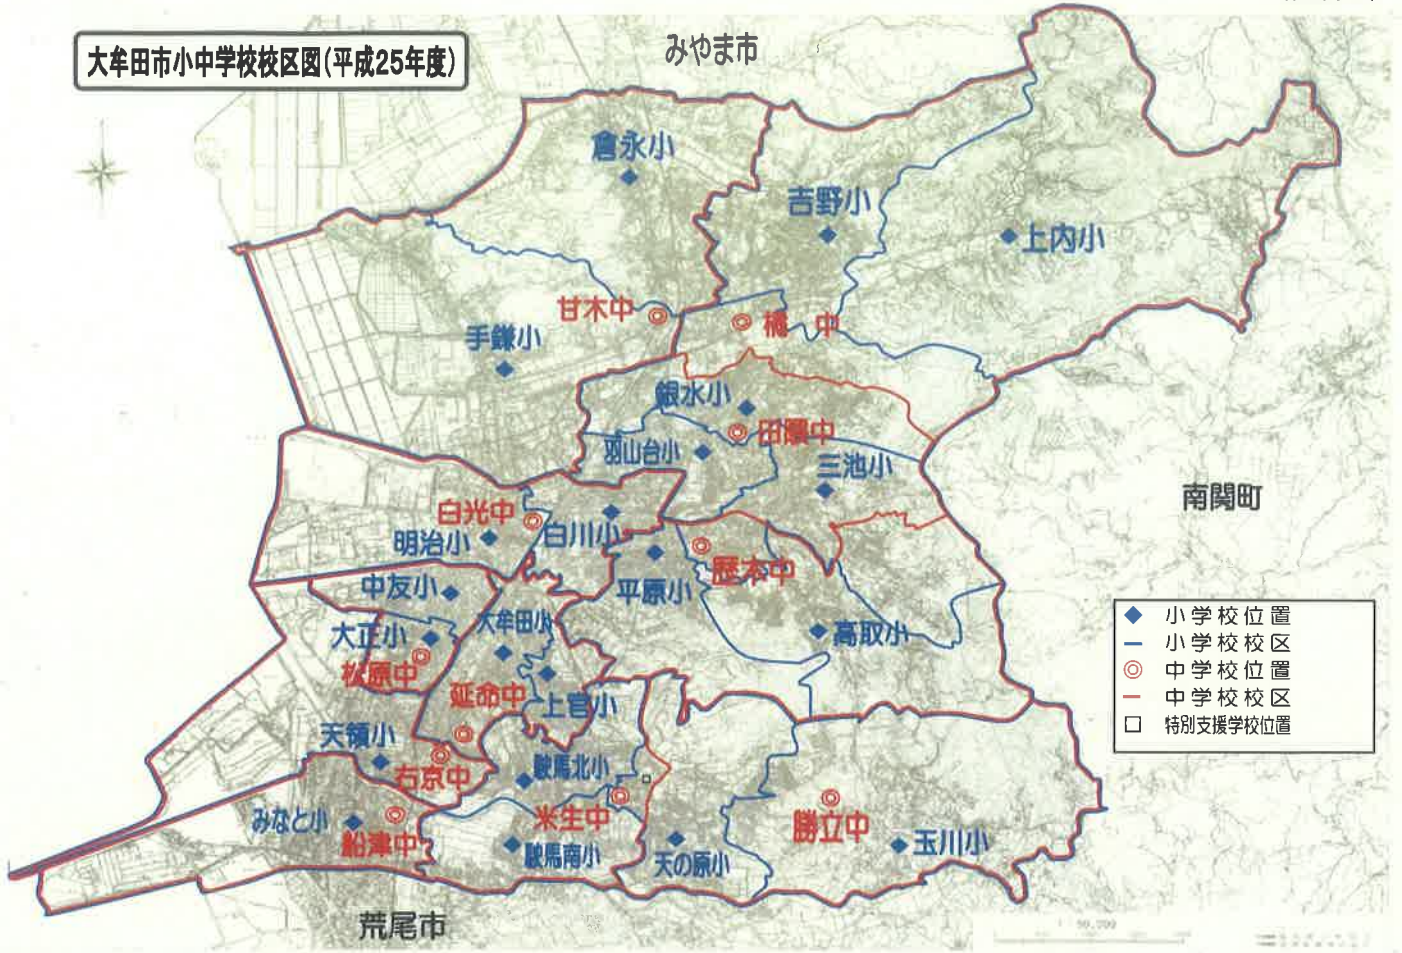 大牟田市小中学校校区図(平成25年度)
みやま市
倉永小
吉野小
上内小
甘木中
橘 中
手鎌小
銀水小
田隈中
羽山台小
三池小
南関町
白光中
明治小
白川小
平原小
歴木中
中友小
大正小
大牟田小
高取小
松原中
延命中
上官小
天領小
右京中
駛馬北小
みなと小
船津中
米生中
駛馬南小
天の原小
勝立中
玉川小
荒尾市
小学校位置
小学校校区
中学校位置
中学校校区
特別支援学校位置